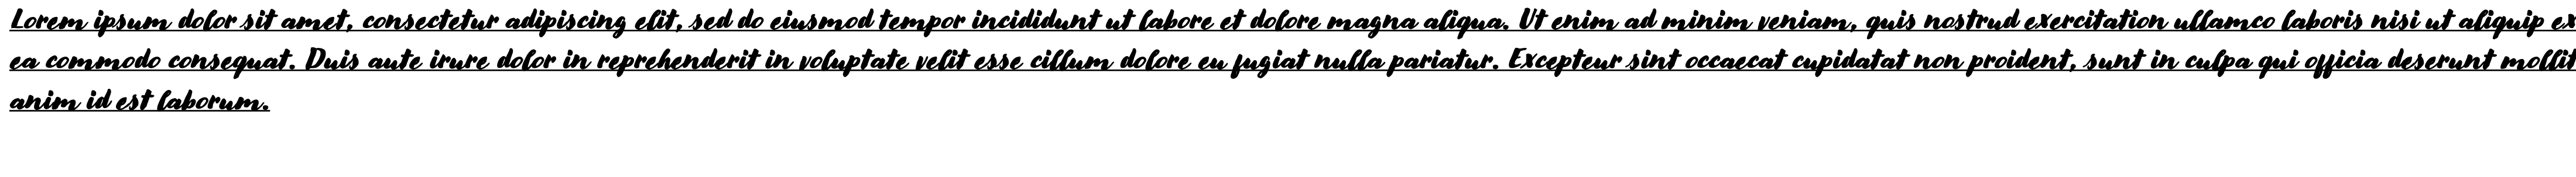 Lorem ipsum dolor sit amet, consectetur adipiscing elit, sed do eiusmod tempor incididunt ut labore et dolore magna aliqua. Ut enim ad minim veniam, quis nostrud exercitation ullamco laboris nisi ut aliquip ex
ea commodo consequat. Duis aute irure dolor in reprehenderit in voluptate velit esse cillum dolore eu fugiat nulla pariatur. Excepteur sint occaecat cupidatat non proident, sunt in culpa qui officia deserunt mollit
anim id est laborum.